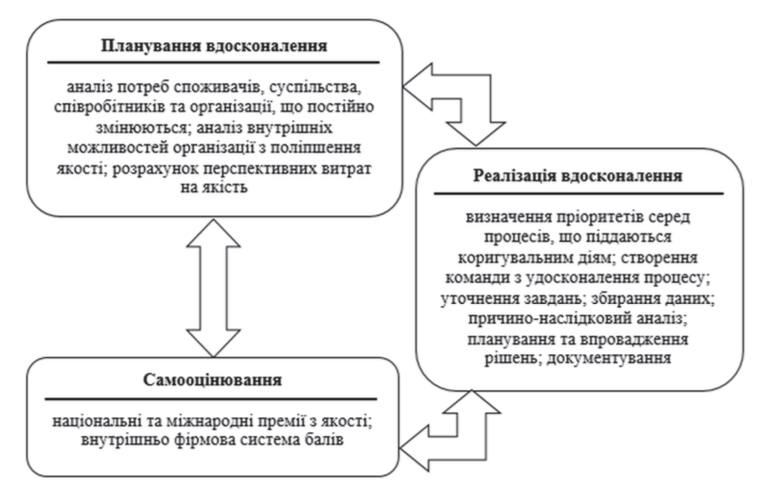 Планування вдосконалення
аналіз потреб споживачів, суспільства,
співробітників та організації, що постійно
змінюються; аналіз внутрішніх
можливостей організації з поліпшення
якості; розрахунок перспективних витрат
на якість
Реалізація вдосконалення
визначення пріоритетів серед
процесів, що піддаються
коригувальним діям; створення
команди з удосконалення процесу;
уточнення завдань; збирання даних;
причино-наслідковий аналіз;
планування та впровадження
рішень; документування
Самооцінювання
національні та міжнародні премії з якості;
внутрішньо фірмова система балів